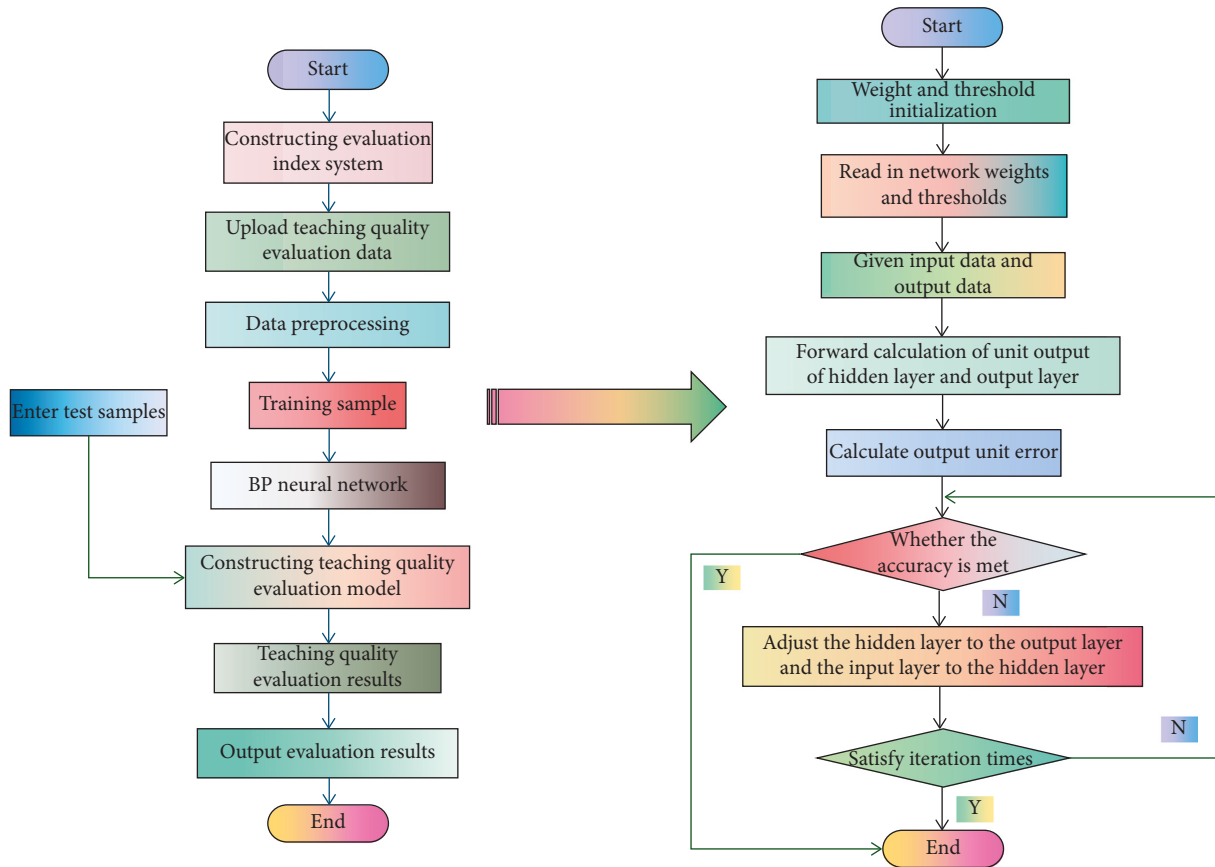 Start
Constructing evaluation
index system
Upload teaching quality
evaluation data
Data preprocessing
Training sample
Enter test samples
BP neural network
Constructing teaching quality
evaluation model
Teaching quality
evaluation results
Output evaluation results
End
Start
Weight and threshold
initialization
Read in network weights
and thresholds
Given input data and
output data
Forward calculation of unit output
of hidden layer and output layer
Calculate output unit error
Whether the
accuracy is met
Y
N
Adjust the hidden layer to the output layer
and the input layer to the hidden layer
N
Satisfy iteration times
Y
End